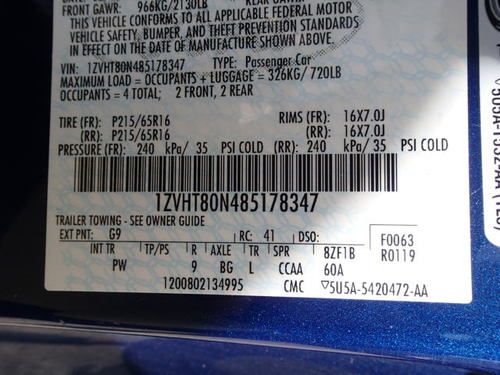 FRONT GAWR: 966KG/2130LB REAR GAWR:
THIS VEHICLE CONFORMS TO ALL APPLICABLE FEDERAL MOTOR
VEHICLE SAFETY, BUMPER, AND THEFT PREVENTION STANDARDS
IN EFFECT ON THE DATE OF MANUFACTURE SHOWN ABOVE.
VIN: 1ZVHT80N485178347 TYPE: Passenger Car
MAXIMUM LOAD = OCCUPANTS + LUGGAGE = 326KG/720LB
OCCUPANTS = 4 TOTAL; 2 FRONT, 2 REAR
TIRE (FR): P215/65R16 RIMS (FR): 16X7.0J
(RR): P215/65R16 (RR): 16X7.0J
PRESSURE (FR): 240 kPa/ 35 PSI COLD (RR): 240 kPa/ 35 PSI COLD
1ZVHT80N485178347
TRAILER TOWING - SEE OWNER GUIDE
EXT PNT: G9 RC: 41 DSO: F0063
INT TR TP/PS R AXLE TR SPR 8ZF1B R0119
PW 9 BG L CCAA 60A
1200802134995 CMC ▽5U5A-5420472-AA